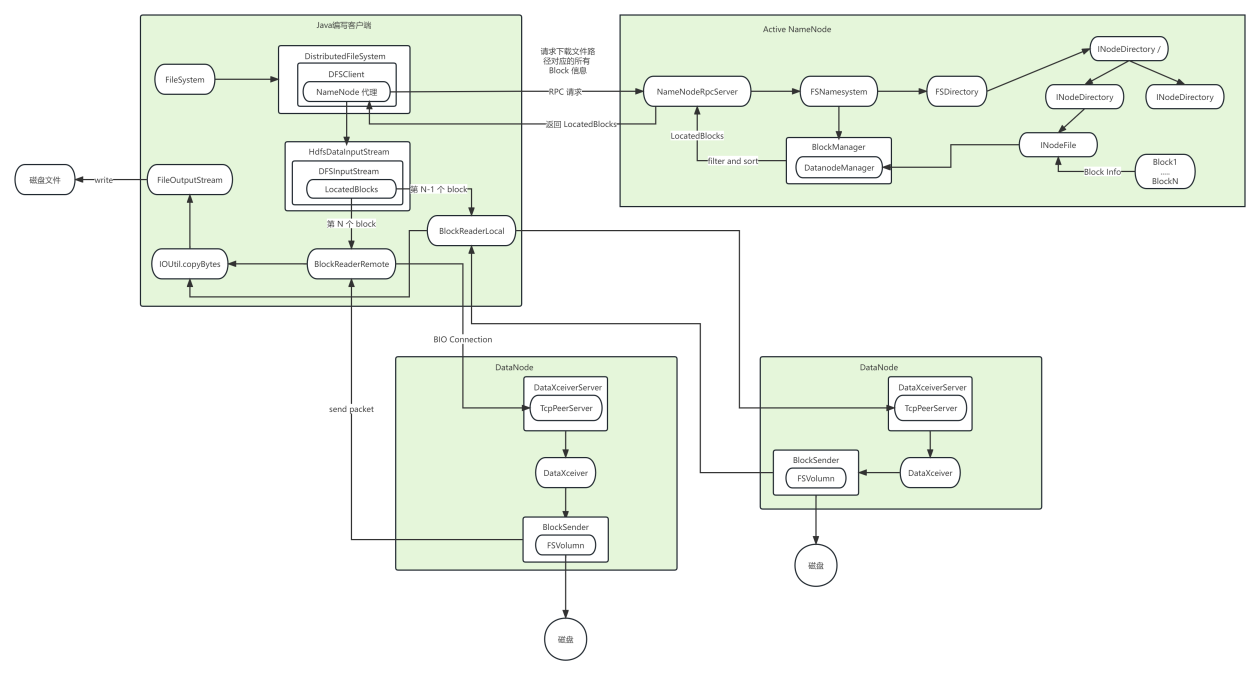 Java编写客户端
DistributedFileSystem
DFSClient
NameNode 代理
FileSystem
HdfsDataInputStream
DFSInputStream
LocatedBlocks
第 N-1 个 block
第 N 个 block
磁盘文件
write
FileOutputStream
BlockReaderLocal
IOUtil.copyBytes
BlockReaderRemote
请求下载文件路
径对应的所有
Block 信息
RPC 请求
返回 LocatedBlocks
Active NameNode
INodeDirectory /
NameNodeRpcServer
FSNamesystem
FSDirectory
INodeDirectory
INodeDirectory
LocatedBlocks
BlockManager
DatanodeManager
filter and sort
INodeFile
Block Info
Block1
.....
BlockN
BIO Connection
send packet
DataNode
DataXceiverServer
TcpPeerServer
DataXceiver
BlockSender
FSVolumn
磁盘
DataNode
DataXceiverServer
TcpPeerServer
BlockSender
FSVolumn
DataXceiver
磁盘